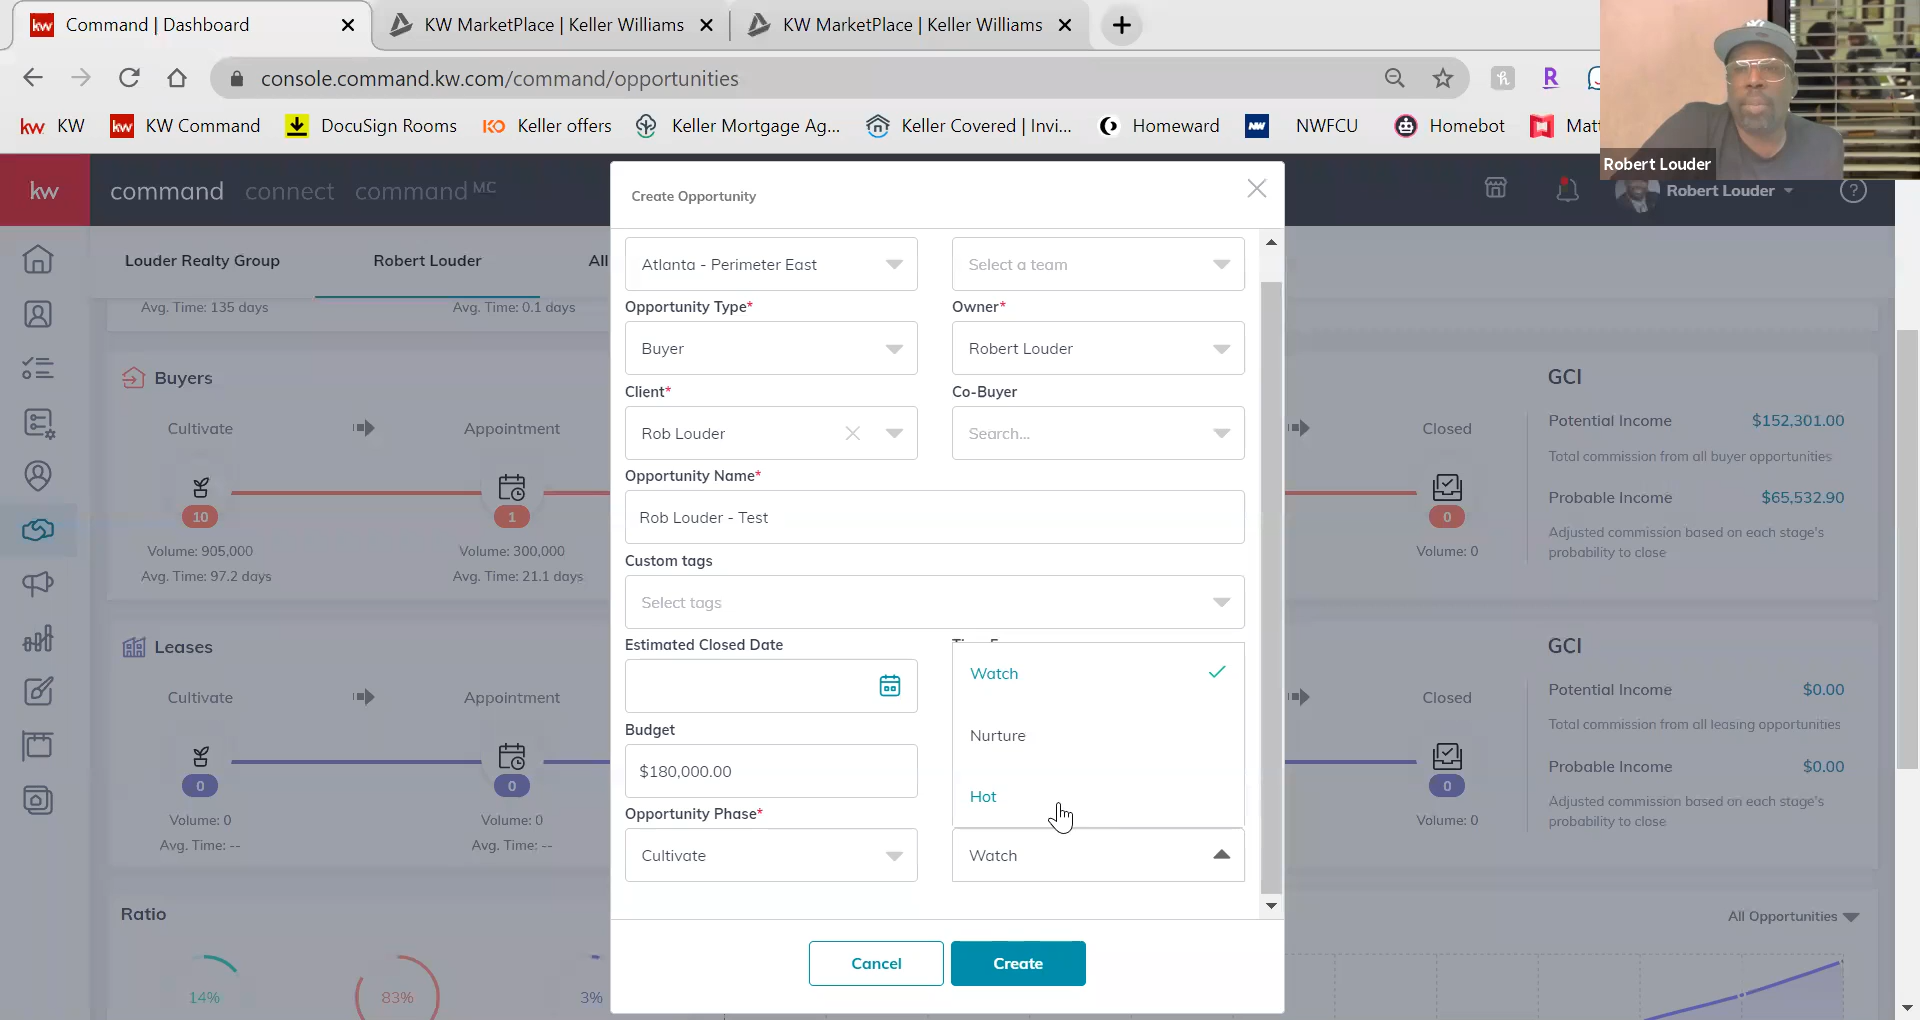 kw Command | Dashboard
KW MarketPlace | Keller Williams
KW MarketPlace | Keller Williams
console.command.kw.com/command/opportunities
h
R
kw KW
kw KW Command
DocuSign Rooms
KO Keller offers
Keller Mortgage Ag...
Keller Covered | Invi...
Homeward
NW NWFCU
Homebot
Mat
Robert Louder
kw
command connect command MC
Robert Louder
?
Louder Realty Group
Robert Louder
All
Avg. Time: 135 days
Avg. Time: 0.1 days
Buyers
Cultivate
Appointment
10
1
Volume: 905,000
Volume: 300,000
Avg. Time: 97.2 days
Avg. Time: 21.1 days
Leases
Cultivate
Appointment
0
0
Volume: 0
Volume: 0
Avg. Time: --
Avg. Time: --
Ratio
14%
83%
3%
Create Opportunity
Atlanta - Perimeter East
Select a team
Opportunity Type*
Owner*
Buyer
Robert Louder
Client*
Co-Buyer
Rob Louder
Search...
Opportunity Name*
Rob Louder - Test
Custom tags
Select tags
Estimated Closed Date
Watch
Nurture
Hot
Budget
$180,000.00
Opportunity Phase*
Cultivate
Watch
Cancel
Create
Closed
0
Volume: 0
GCI
Potential Income $152,301.00
Total commission from all buyer opportunities
Probable Income $65,532.90
Adjusted commission based on each stage's
probability to close
Closed
0
Volume: 0
GCI
Potential Income $0.00
Total commission from all leasing opportunities
Probable Income $0.00
Adjusted commission based on each stage's
probability to close
All Opportunities